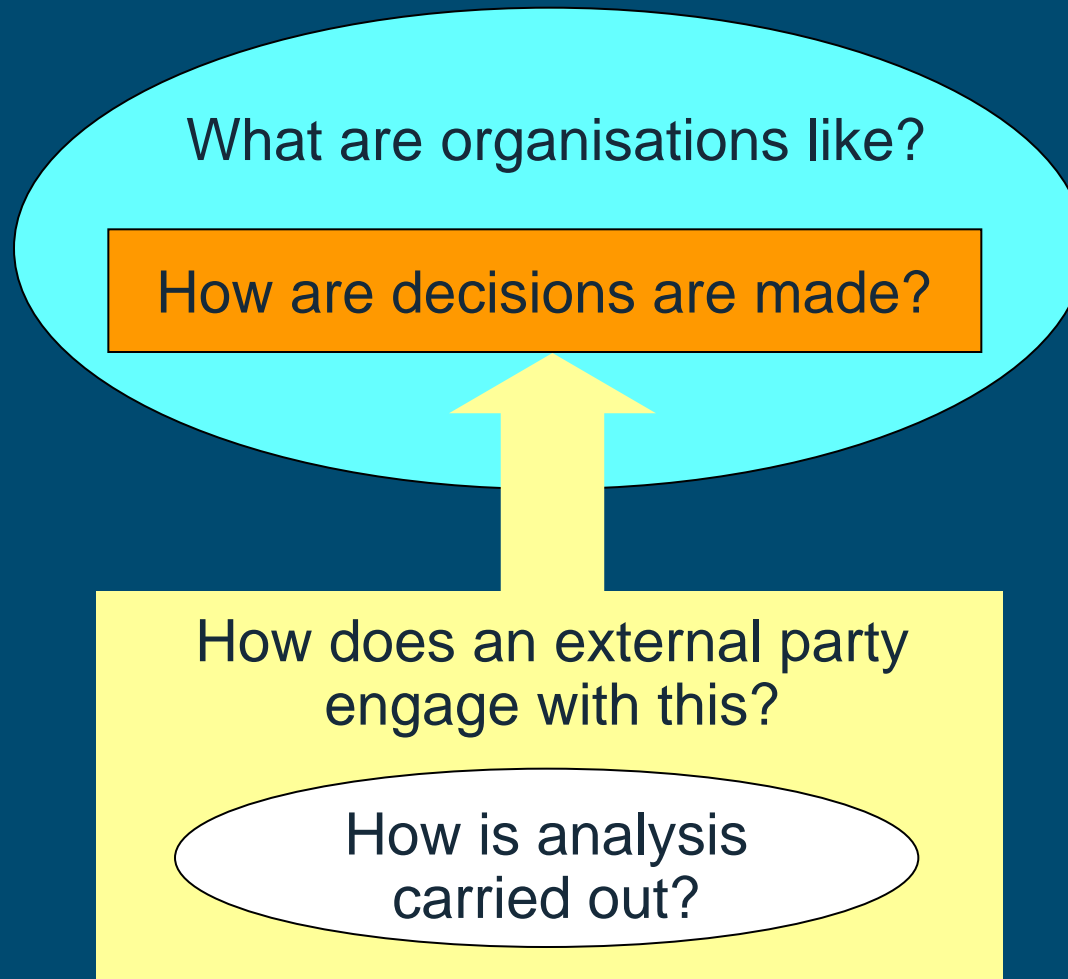 What are organisations like?
How are decisions are made?
How does an external party
engage with this?
How is analysis
carried out?